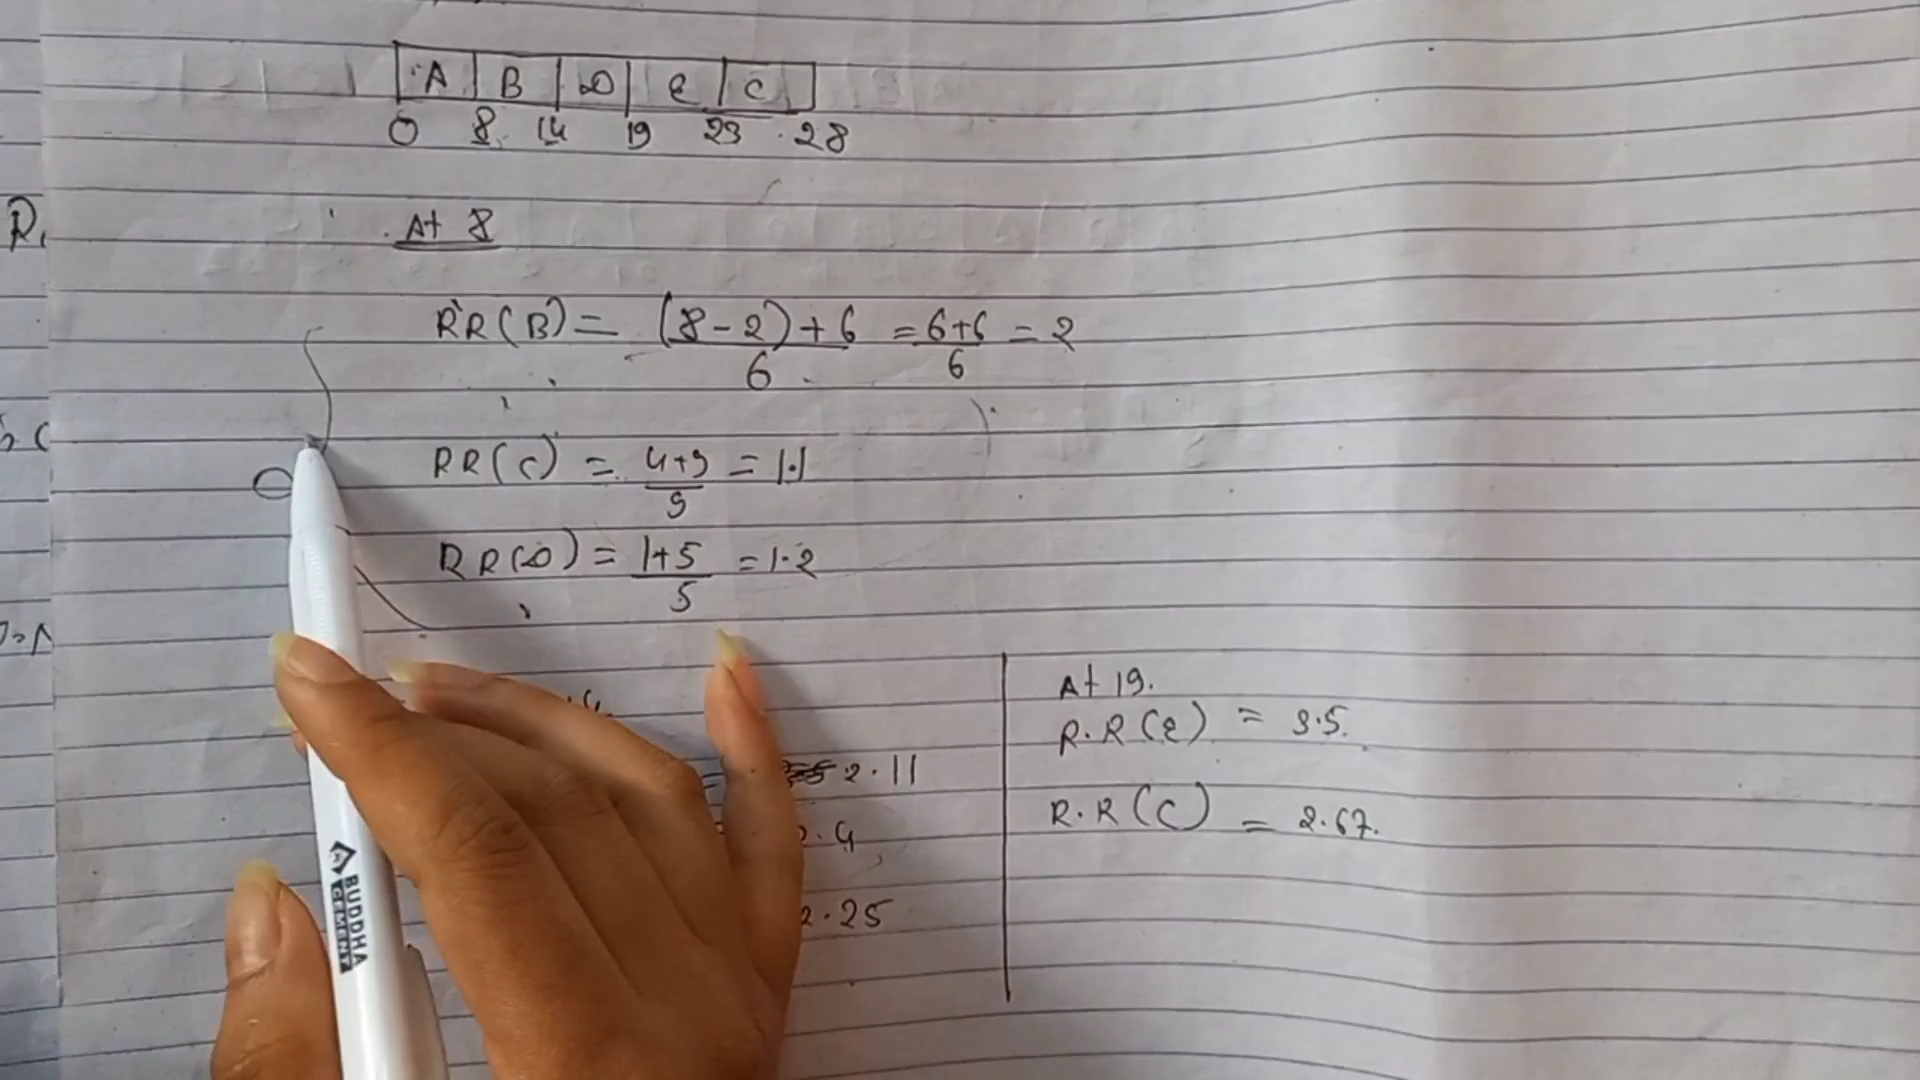 A B D E C
0 8 14 19 23 28
At 8
RR(B) = (8-2)+6 / 6 = 6+6 / 6 = 2
RR(C) = 4+9 / 9 = 1.1
RR(D) = 1+5 / 5 = 1.2
= 2.11
2.25
At 19.
R.R(E) = 3.5.
R.R(C) = 2.67.
BUDDHA
CEMENT